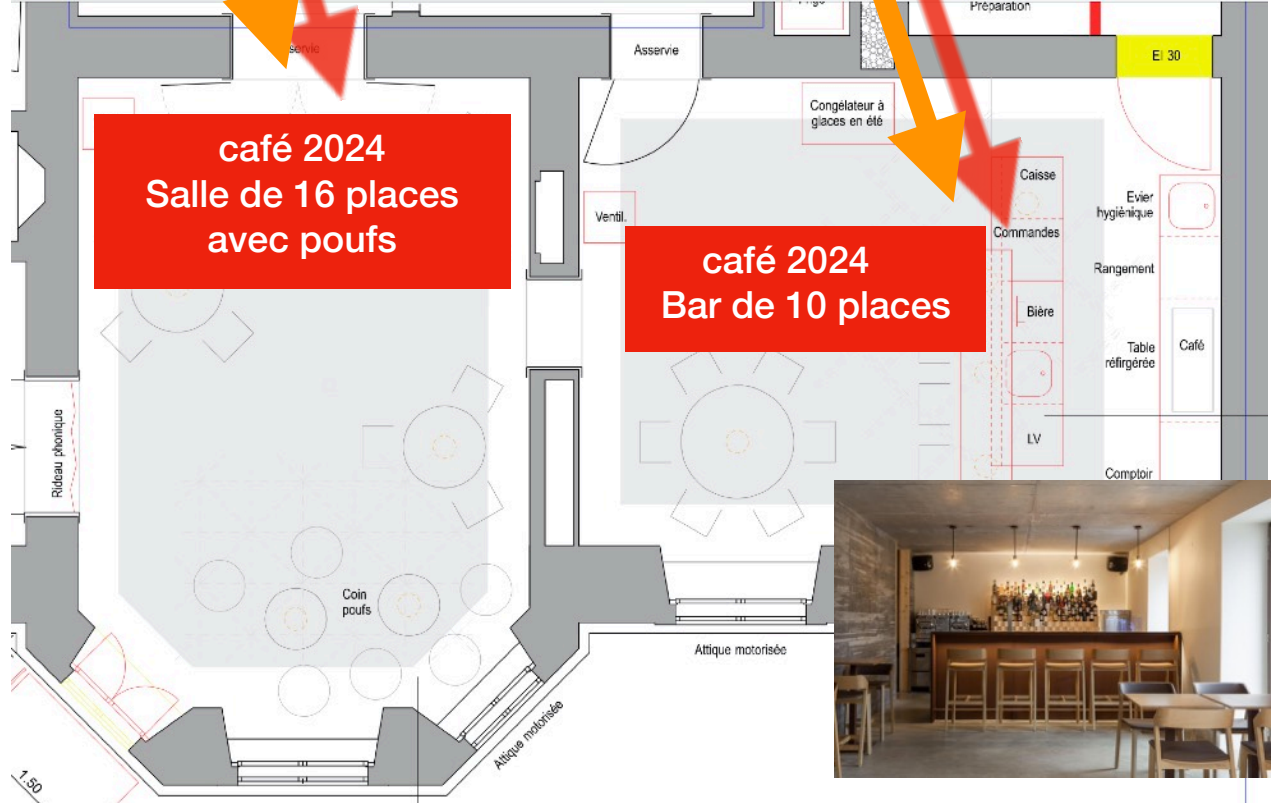 Préparation
Asservie
EI 30
Congélateur à
glaces en été
café 2024
Salle de 16 places
avec poufs
Caisse
Evier
hygiénique
Ventil.
Commandes
café 2024
Bar de 10 places
Rangement
Bière
Table
réfirgérée
Café
Rideau phonique
LV
Comptoir
Coin
poufs
Attique motorisée
Attique motorisée
1.50